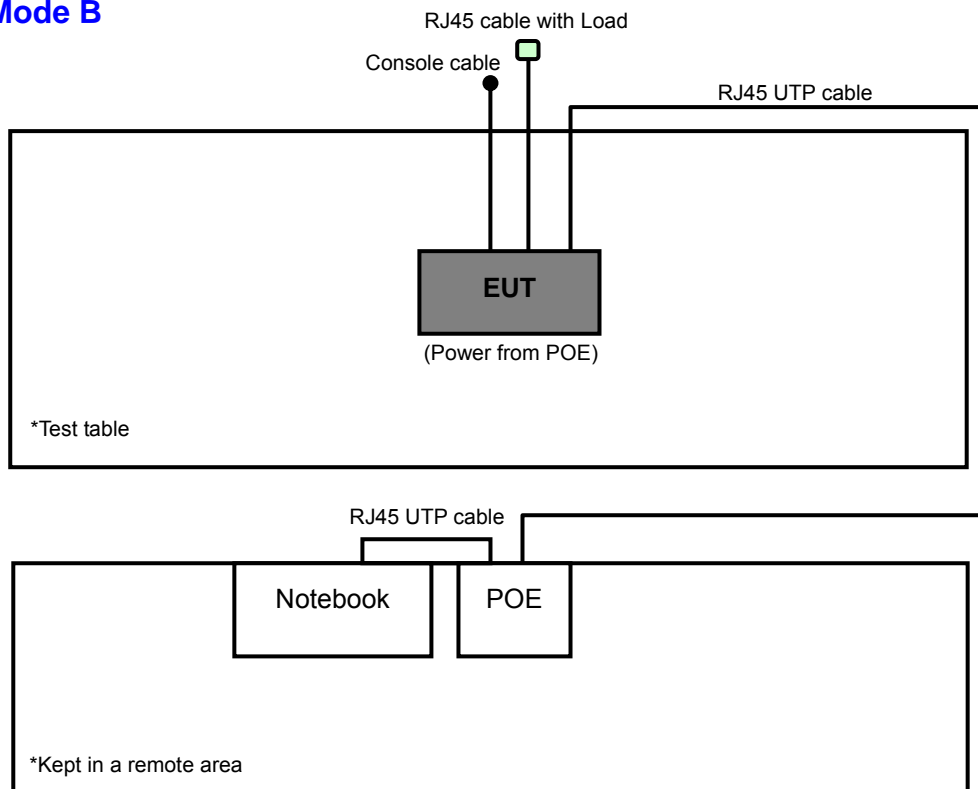 Mode B
RJ45 cable with Load
Console cable
RJ45 UTP cable
EUT
(Power from POE)
*Test table
RJ45 UTP cable
Notebook
POE
*Kept in a remote area